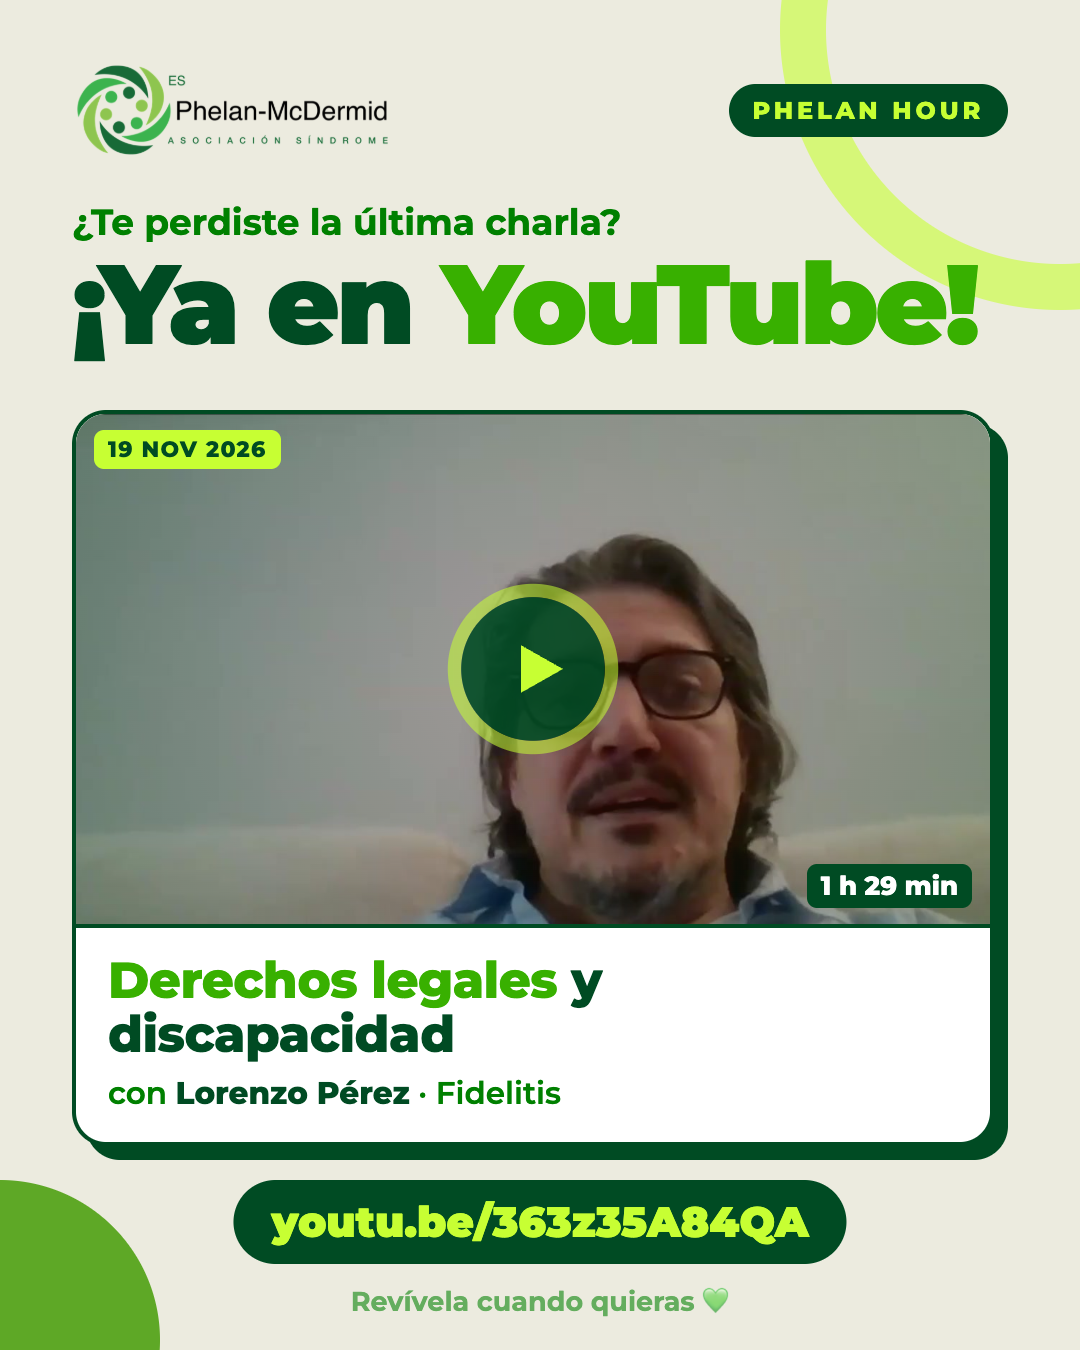 ES
Phelan-McDermid
ASOCIACIÓN SÍNDROME
PHELAN HOUR
¿Te perdiste la última charla?
¡Ya en YouTube!
19 NOV 2026
1 h 29 min
Derechos legales y
discapacidad
con Lorenzo Pérez · Fidelitis
youtu.be/363z35A84QA
Revívela cuando quieras 💚